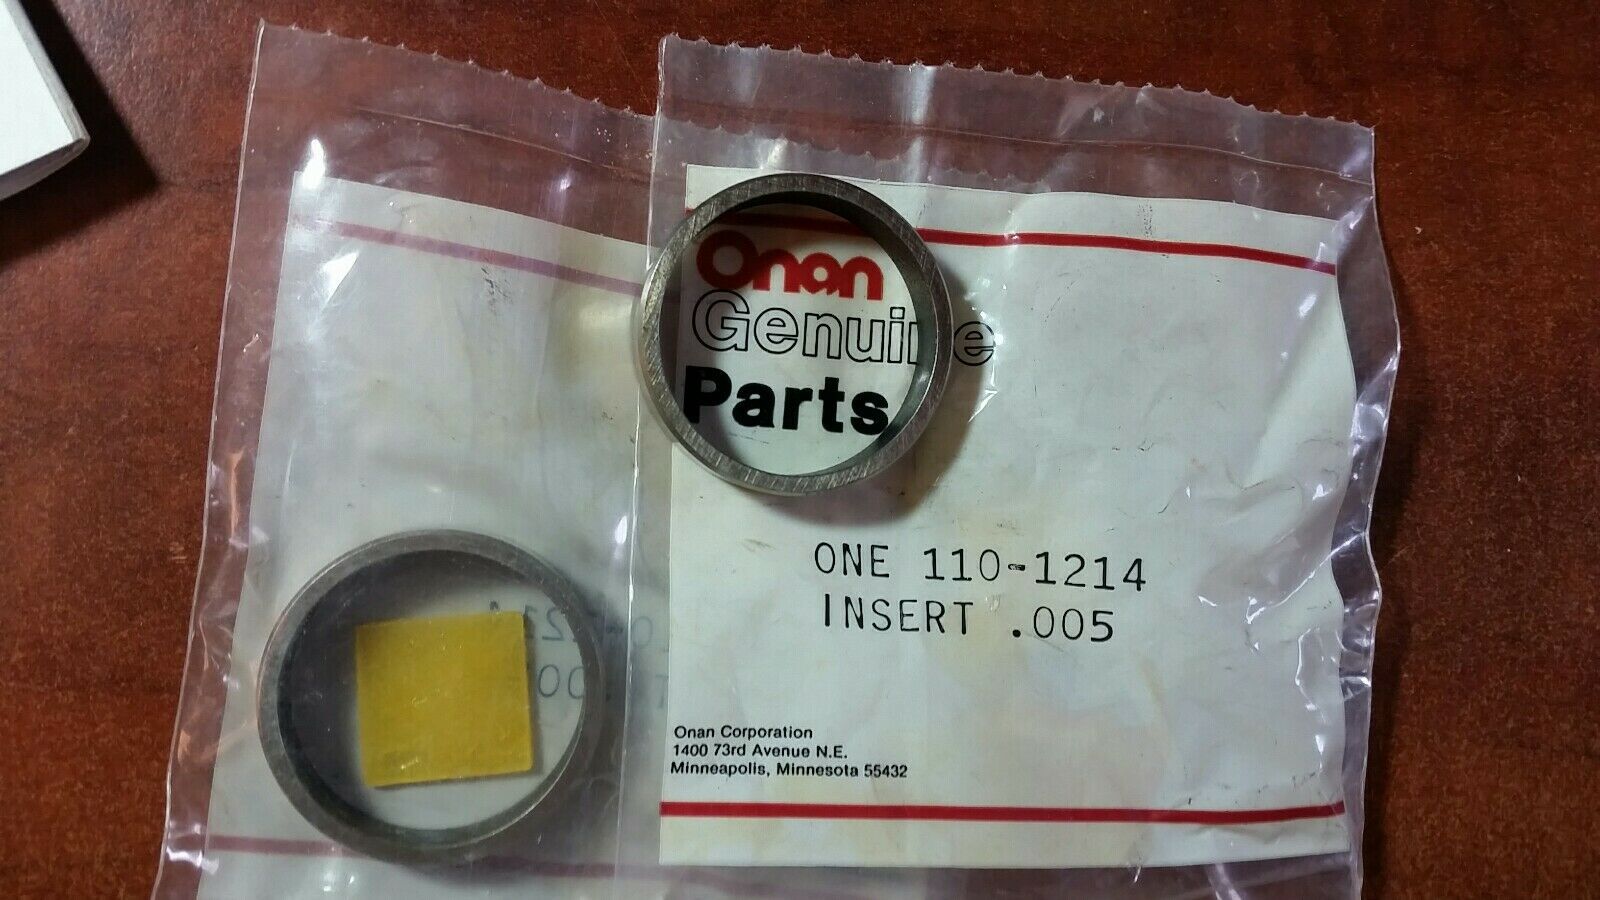 Onan
Genuine
Parts
ONE 110-1214
INSERT .005
Onan Corporation
1400 73rd Avenue N.E.
Minneapolis, Minnesota 55432